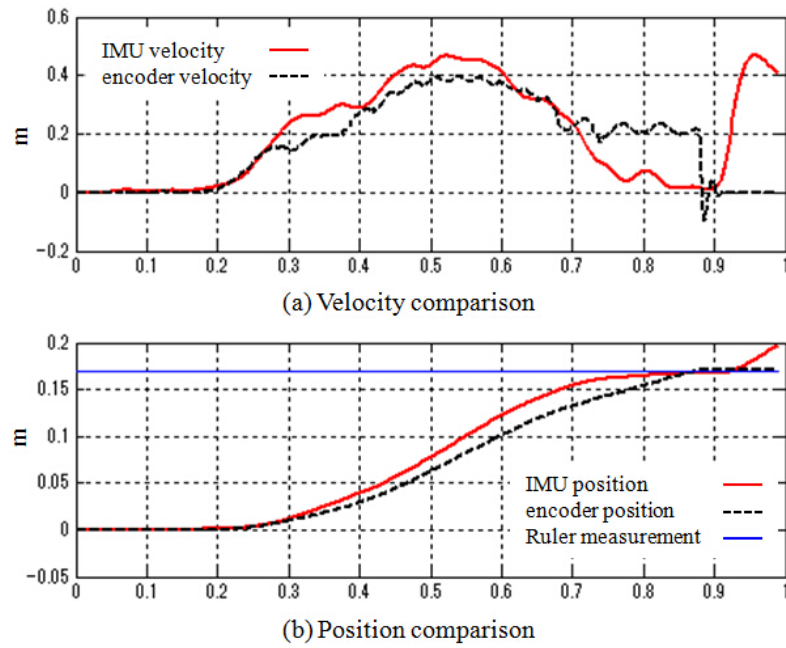 0.6
IMU velocity
encoder velocity
0.4
m
0.2
0
−0.2
0 0.1 0.2 0.3 0.4 0.5 0.6 0.7 0.8 0.9 1
(a) Velocity comparison
0.2
0.15
m
0.1
0.05
IMU position
encoder position
Ruler measurement
0
−0.05
0 0.1 0.2 0.3 0.4 0.5 0.6 0.7 0.8 0.9 1
(b) Position comparison